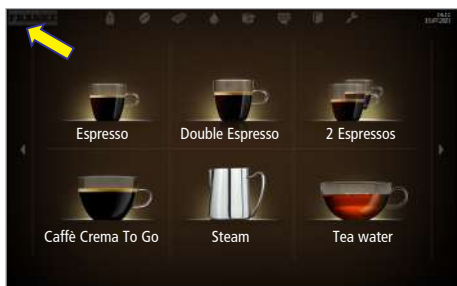 Espresso
Double Espresso
2 Espressos
Caffè Crema To Go
Steam
Tea water